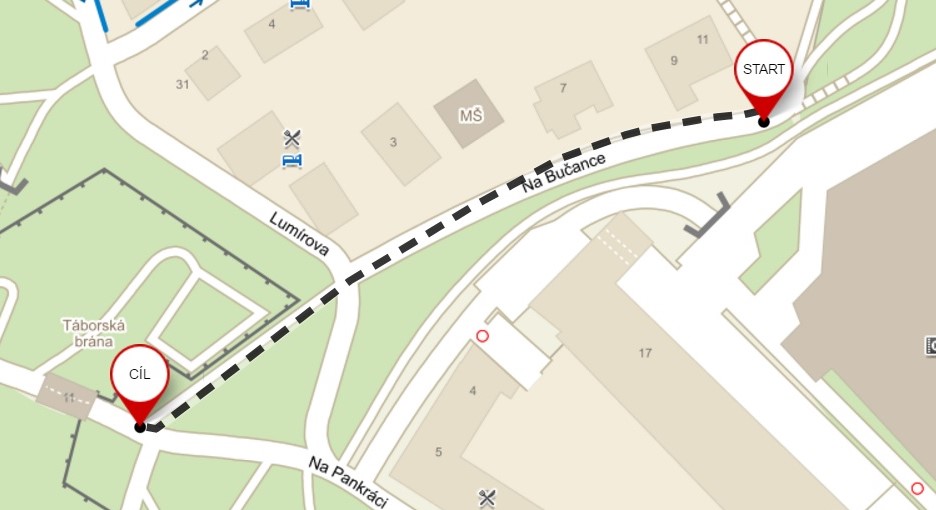 4
2
31
11
9
START
7
MŠ
3
Na Bučance
Lumírova
Táborská
brána
CÍL
11
17
4
5
Na Pankráci